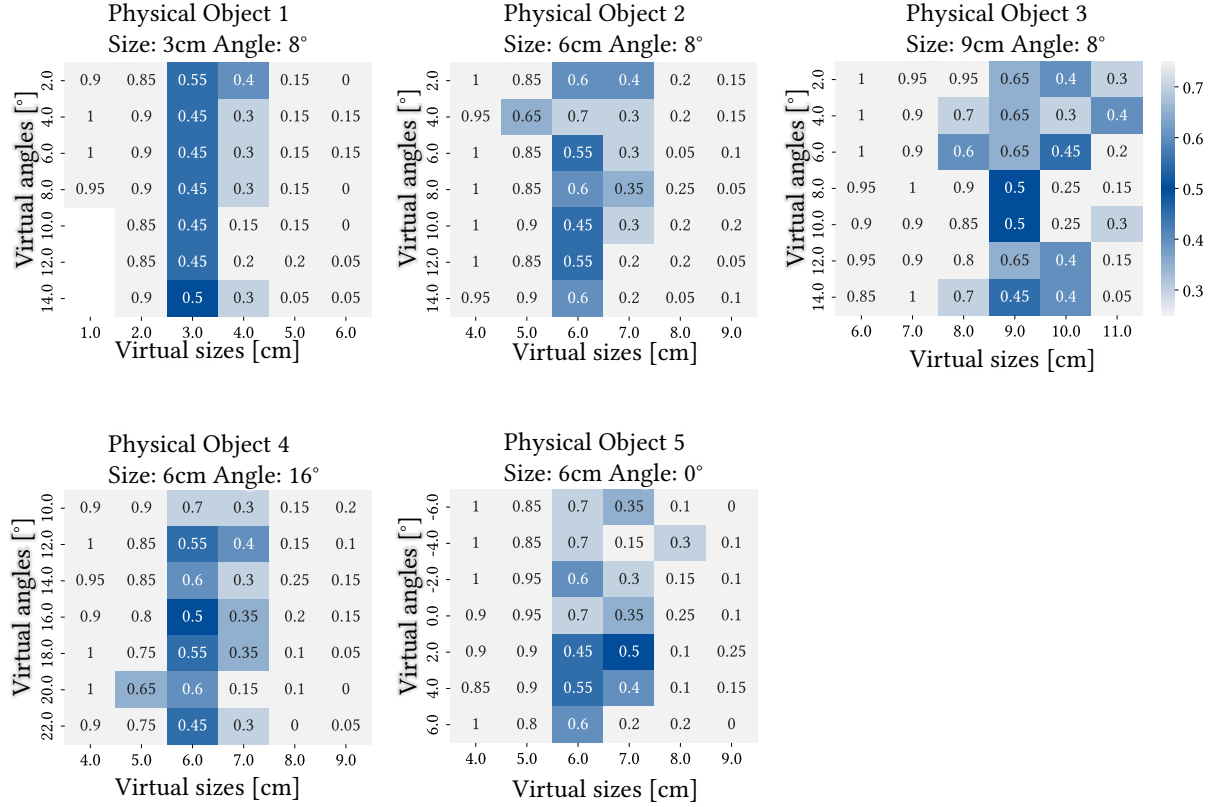 Physical Object 1
Size: 3cm Angle: 8°
Virtual angles [°]
2.0 0.9 0.85 0.55 0.4 0.15 0
4.0 1 0.9 0.45 0.3 0.15 0.15
6.0 1 0.9 0.45 0.3 0.15 0.15
8.0 0.95 0.9 0.45 0.3 0.15 0
10.0 0.85 0.45 0.15 0.15 0
12.0 0.85 0.45 0.2 0.2 0.05
14.0 0.9 0.5 0.3 0.05 0.05
1.0 2.0 3.0 4.0 5.0 6.0
Virtual sizes [cm]
Physical Object 2
Size: 6cm Angle: 8°
Virtual angles [°]
2.0 1 0.85 0.6 0.4 0.2 0.15
4.0 0.95 0.65 0.7 0.3 0.2 0.15
6.0 1 0.85 0.55 0.3 0.05 0.1
8.0 1 0.85 0.6 0.35 0.25 0.05
10.0 1 0.9 0.45 0.3 0.2 0.2
12.0 1 0.85 0.55 0.2 0.2 0.05
14.0 0.95 0.9 0.6 0.2 0.05 0.1
4.0 5.0 6.0 7.0 8.0 9.0
Virtual sizes [cm]
Physical Object 3
Size: 9cm Angle: 8°
Virtual angles [°]
2.0 1 0.95 0.95 0.65 0.4 0.3
4.0 1 0.9 0.7 0.65 0.3 0.4
6.0 1 0.9 0.6 0.65 0.45 0.2
8.0 0.95 1 0.9 0.5 0.25 0.15
10.0 0.9 0.9 0.85 0.5 0.25 0.3
12.0 0.95 0.9 0.8 0.65 0.4 0.15
14.0 0.85 1 0.7 0.45 0.4 0.05
6.0 7.0 8.0 9.0 10.0 11.0
Virtual sizes [cm]
0.7
0.6
0.5
0.4
0.3
Physical Object 4
Size: 6cm Angle: 16°
Virtual angles [°]
10.0 0.9 0.9 0.7 0.3 0.15 0.2
12.0 1 0.85 0.55 0.4 0.15 0.1
14.0 0.95 0.85 0.6 0.3 0.25 0.15
16.0 0.9 0.8 0.5 0.35 0.2 0.15
18.0 1 0.75 0.55 0.35 0.1 0.05
20.0 1 0.65 0.6 0.15 0.1 0
22.0 0.9 0.75 0.45 0.3 0 0.05
4.0 5.0 6.0 7.0 8.0 9.0
Virtual sizes [cm]
Physical Object 5
Size: 6cm Angle: 0°
Virtual angles [°]
-6.0 1 0.85 0.7 0.35 0.1 0
-4.0 1 0.85 0.7 0.15 0.3 0.1
-2.0 1 0.95 0.6 0.3 0.15 0.1
0.0 0.9 0.95 0.7 0.35 0.25 0.1
2.0 0.9 0.9 0.45 0.5 0.1 0.25
4.0 0.85 0.9 0.55 0.4 0.1 0.15
6.0 1 0.8 0.6 0.2 0.2 0
4.0 5.0 6.0 7.0 8.0 9.0
Virtual sizes [cm]